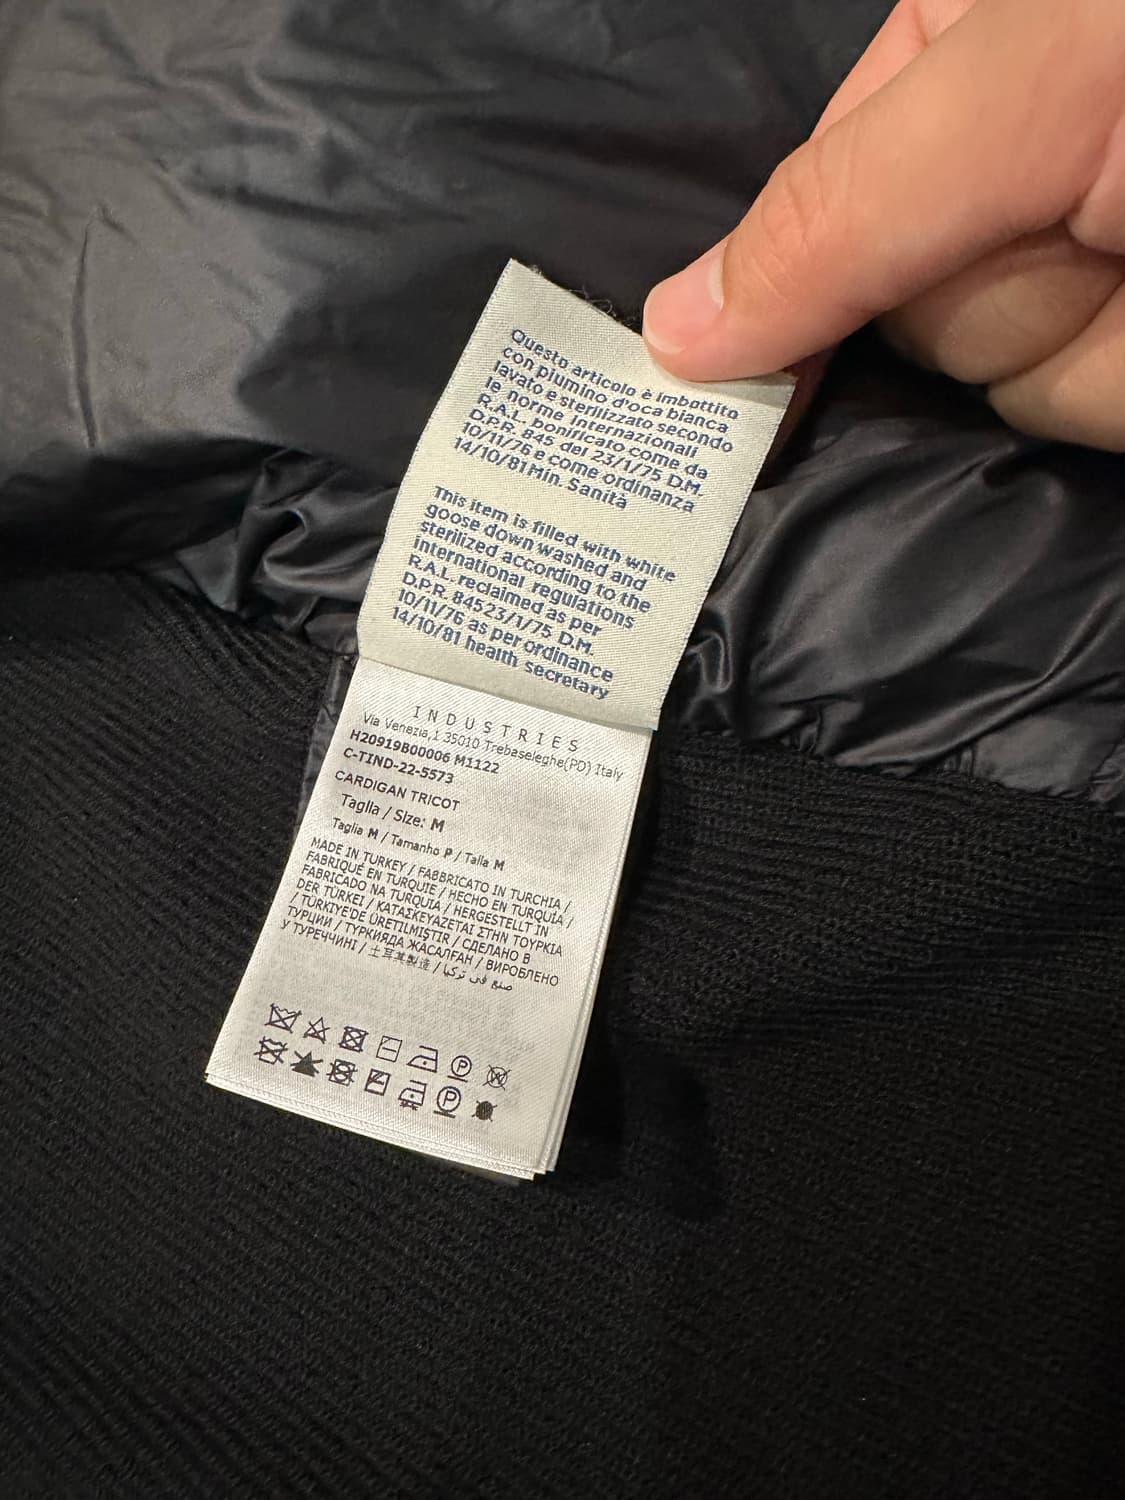 Questo articolo è imbottito
con piumino d'oca bianca
lavato e sterilizzato secondo
le norme Internazionali
R.A.L. bonificato come da
D.P.R. 845 del 23/1/75 D.M.
10/11/76 e come ordinanza
14/10/81 Min. Sanità
This item is filled with white
goose down washed and
sterilized according to the
international regulations
R.A.L. reclaimed as per
D.P.R. 84523/1/75 D.M.
10/11/76 as per ordinance
14/10/81 health secretary
INDUSTRIES
Via Venezia,1 35010 Trebaseleghe(PD) Italy
H20919B00006 M1122
C-TIND-22-5573
CARDIGAN TRICOT
Taglia / Size: M
Taglia M / Tamanho P / Talla M
MADE IN TURKEY / FABBRICATO IN TURCHIA /
FABRIQUÉ EN TURQUIE / HECHO EN TURQUÍA /
FABRICADO NA TURQUIA / HERGESTELLT IN
DER TÜRKEI / ΚΑΤΑΣΚΕΥΑΖΕΤΑΙ ΣΤΗΝ ΤΟΥΡΚΙΑ
/ TÜRKİYE'DE ÜRETİLMİŞTİR / СДЕЛАНО В
ТУРЦИИ / ТҮРКИЯДА ЖАСАЛҒАН / ВИРОБЛЕНО
У ТУРЕЧЧИНІ / 土耳其製造 / صنع في تركيا
P W
P